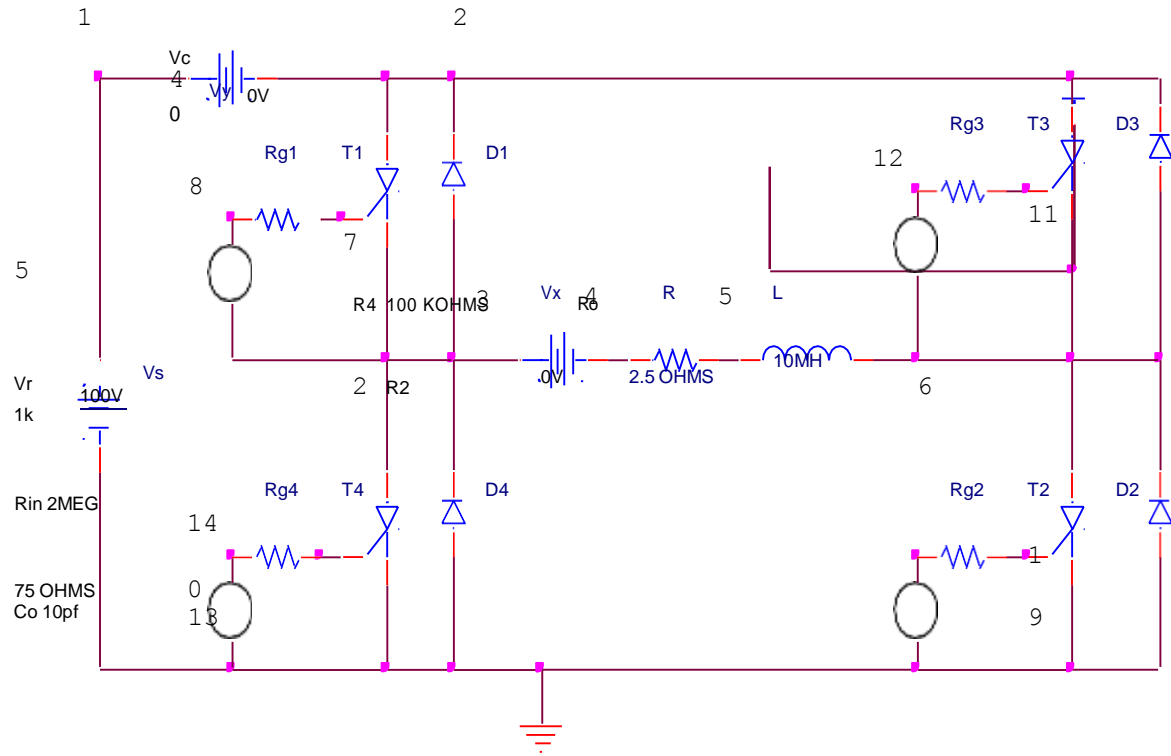 1 2
Vc
4
Vy 0V
0
Rg1 T1 D1
Rg3 T3 D3
12
8
11
7
5
R4 100 KOHMS 3 Vx 4 R 5 L
Ro
10MH
0V 2.5 OHMS
Vs
Vr
100V
1k
2 R2 6
Rg4 T4 D4 Rg2 T2 D2
Rin 2MEG
14
1
0
75 OHMS
Co 10pf
13 9